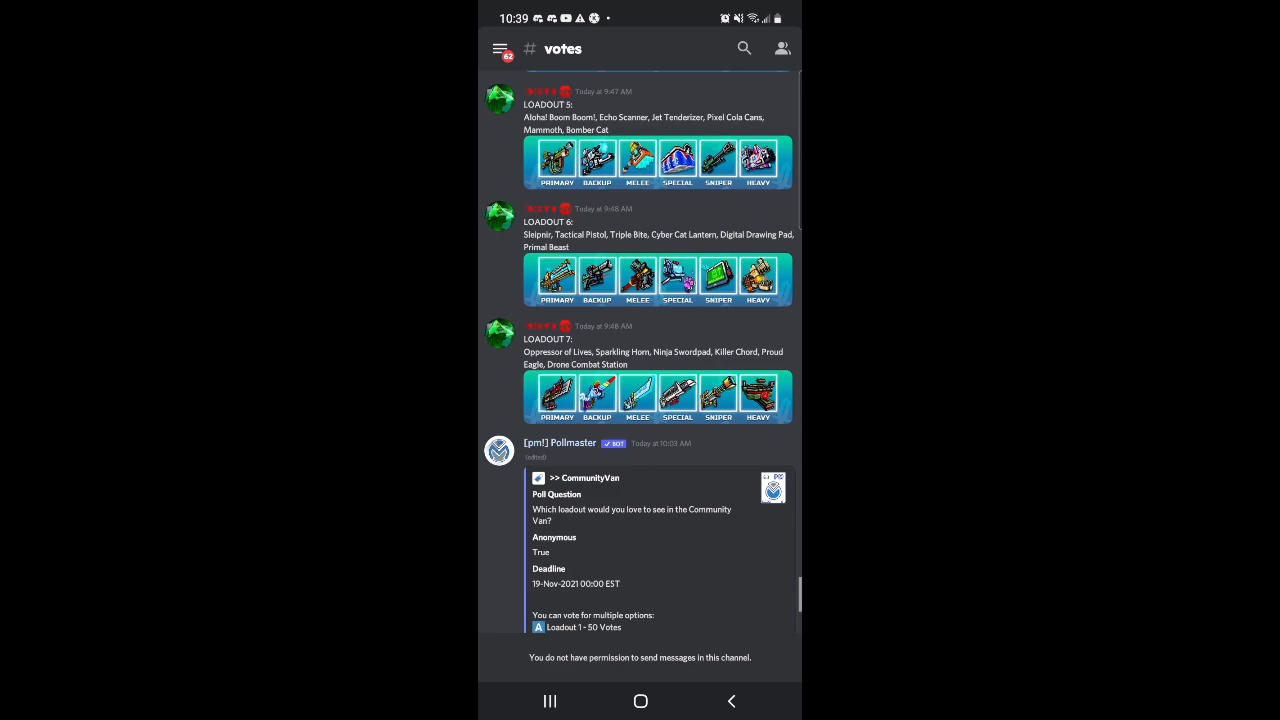 10:39
62
# votes
Today at 9:47 AM
LOADOUT 5:
Aloha! Boom Boom!, Echo Scanner, Jet Tenderizer, Pixel Cola Cans,
Mammoth, Bomber Cat
PRIMARY BACKUP MELEE SPECIAL SNIPER HEAVY
Today at 9:48 AM
LOADOUT 6:
Sleipnir, Tactical Pistol, Triple Bite, Cyber Cat Lantern, Digital Drawing Pad,
Primal Beast
PRIMARY BACKUP MELEE SPECIAL SNIPER HEAVY
Today at 9:48 AM
LOADOUT 7:
Oppressor of Lives, Sparkling Horn, Ninja Swordpad, Killer Chord, Proud
Eagle, Drone Combat Station
PRIMARY BACKUP MELEE SPECIAL SNIPER HEAVY
[pm!] Pollmaster ✓ BOT Today at 10:03 AM
(edited)
>> CommunityVan
Poll Question
Which loadout would you love to see in the Community
Van?
Anonymous
True
Deadline
19-Nov-2021 00:00 EST
You can vote for multiple options:
A Loadout 1 - 50 Votes
You do not have permission to send messages in this channel.